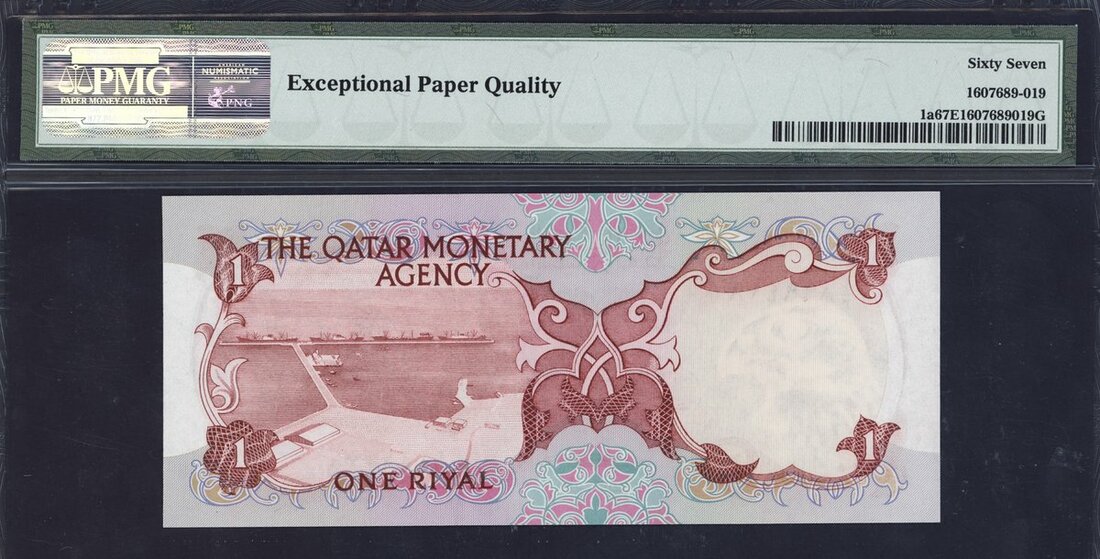 PMG
PAPER MONEY GUARANTY
NUMISMATIC
PNG
Exceptional Paper Quality
Sixty Seven
1607689-019
1a67E1607689019G
THE QATAR MONETARY
AGENCY
1
1
1
1
ONE RIYAL